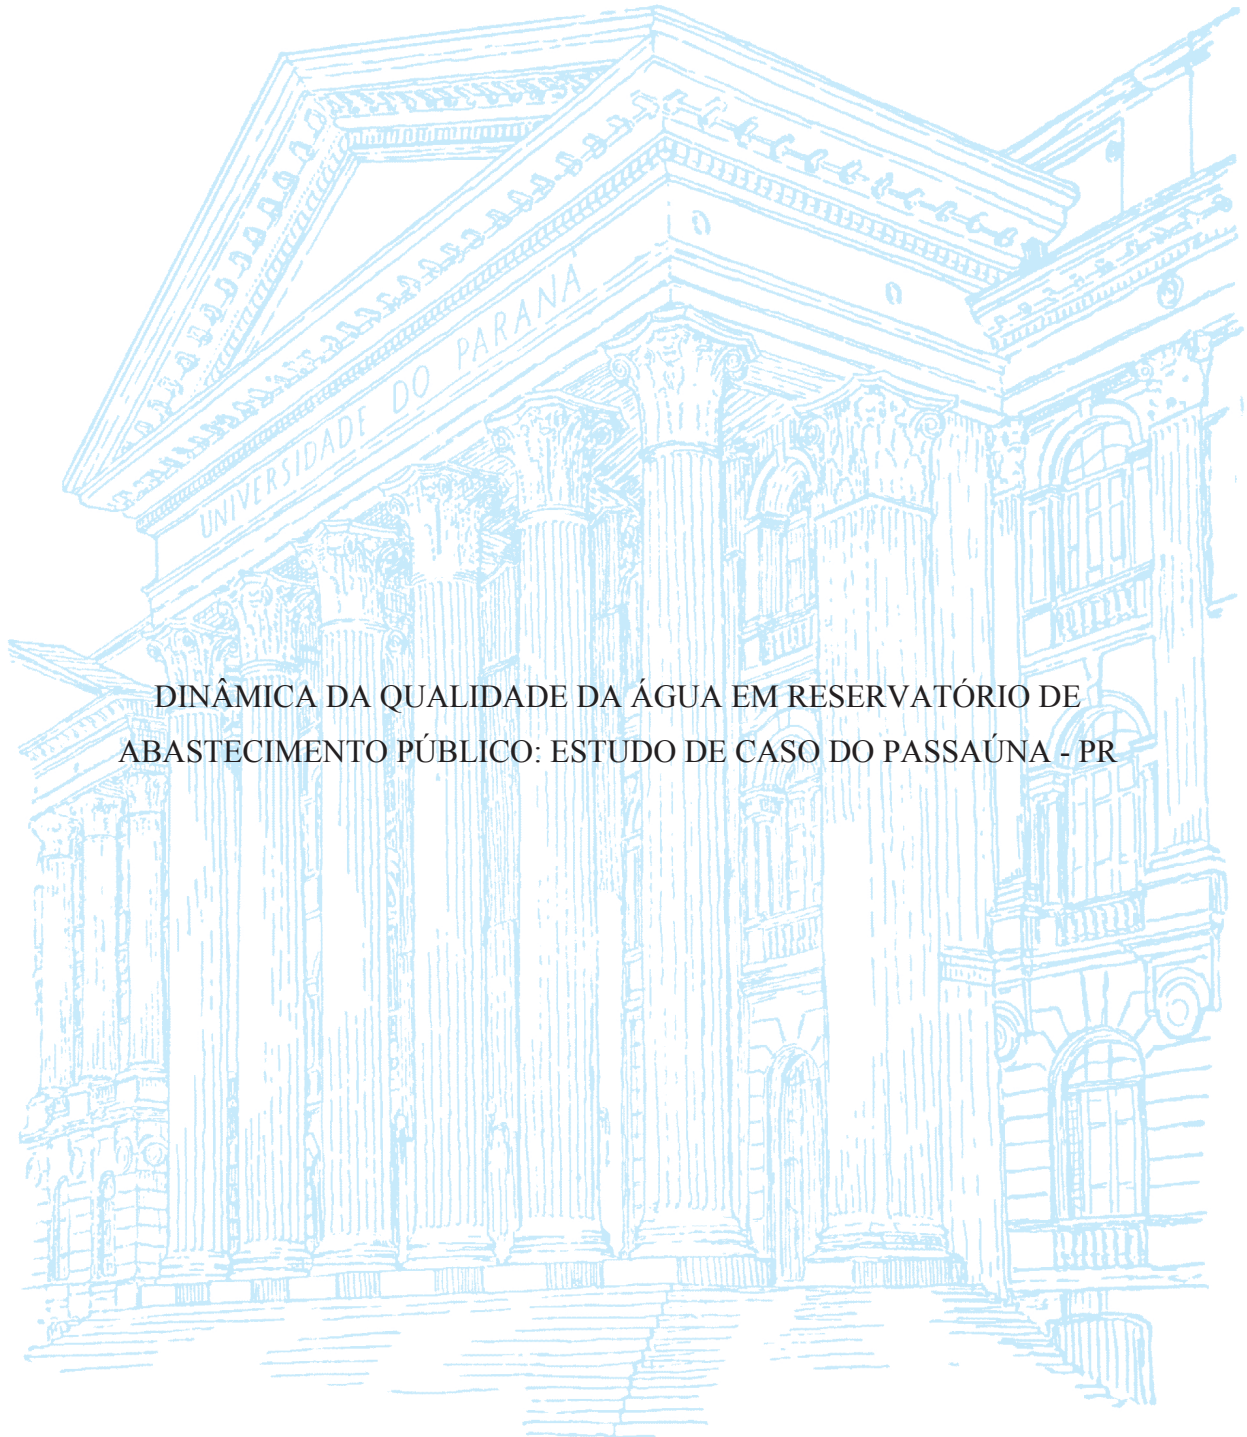 UNIVERSIDADE DO PARANÁ
DINÂMICA DA QUALIDADE DA ÁGUA EM RESERVATÓRIO DE
ABASTECIMENTO PÚBLICO: ESTUDO DE CASO DO PASSAÚNA - PR